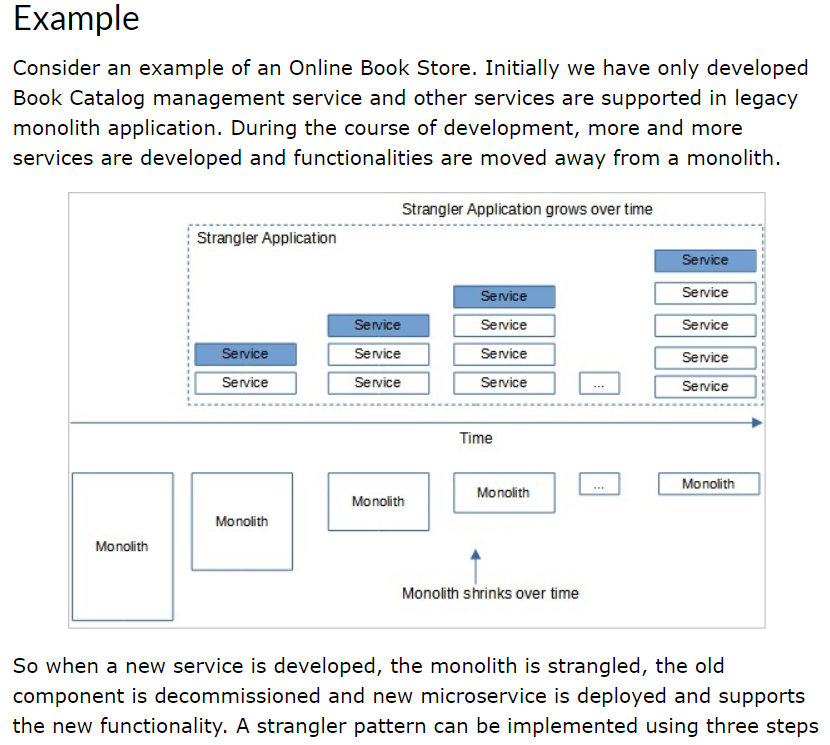 Example
Consider an example of an Online Book Store. Initially we have only developed
Book Catalog management service and other services are supported in legacy
monolith application. During the course of development, more and more
services are developed and functionalities are moved away from a monolith.
Strangler Application grows over time
Strangler Application
Service
Service
Service
Service
Service
Service
Service
Service
Service
Service
Service
Service
Service
...
Service
Time
Monolith
Monolith
Monolith
Monolith
...
Monolith
Monolith shrinks over time
So when a new service is developed, the monolith is strangled, the old
component is decommissioned and new microservice is deployed and supports
the new functionality. A strangler pattern can be implemented using three steps